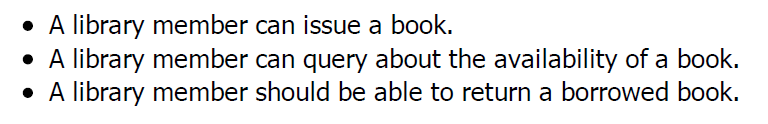 • A library member can issue a book.
• A library member can query about the availability of a book.
• A library member should be able to return a borrowed book.